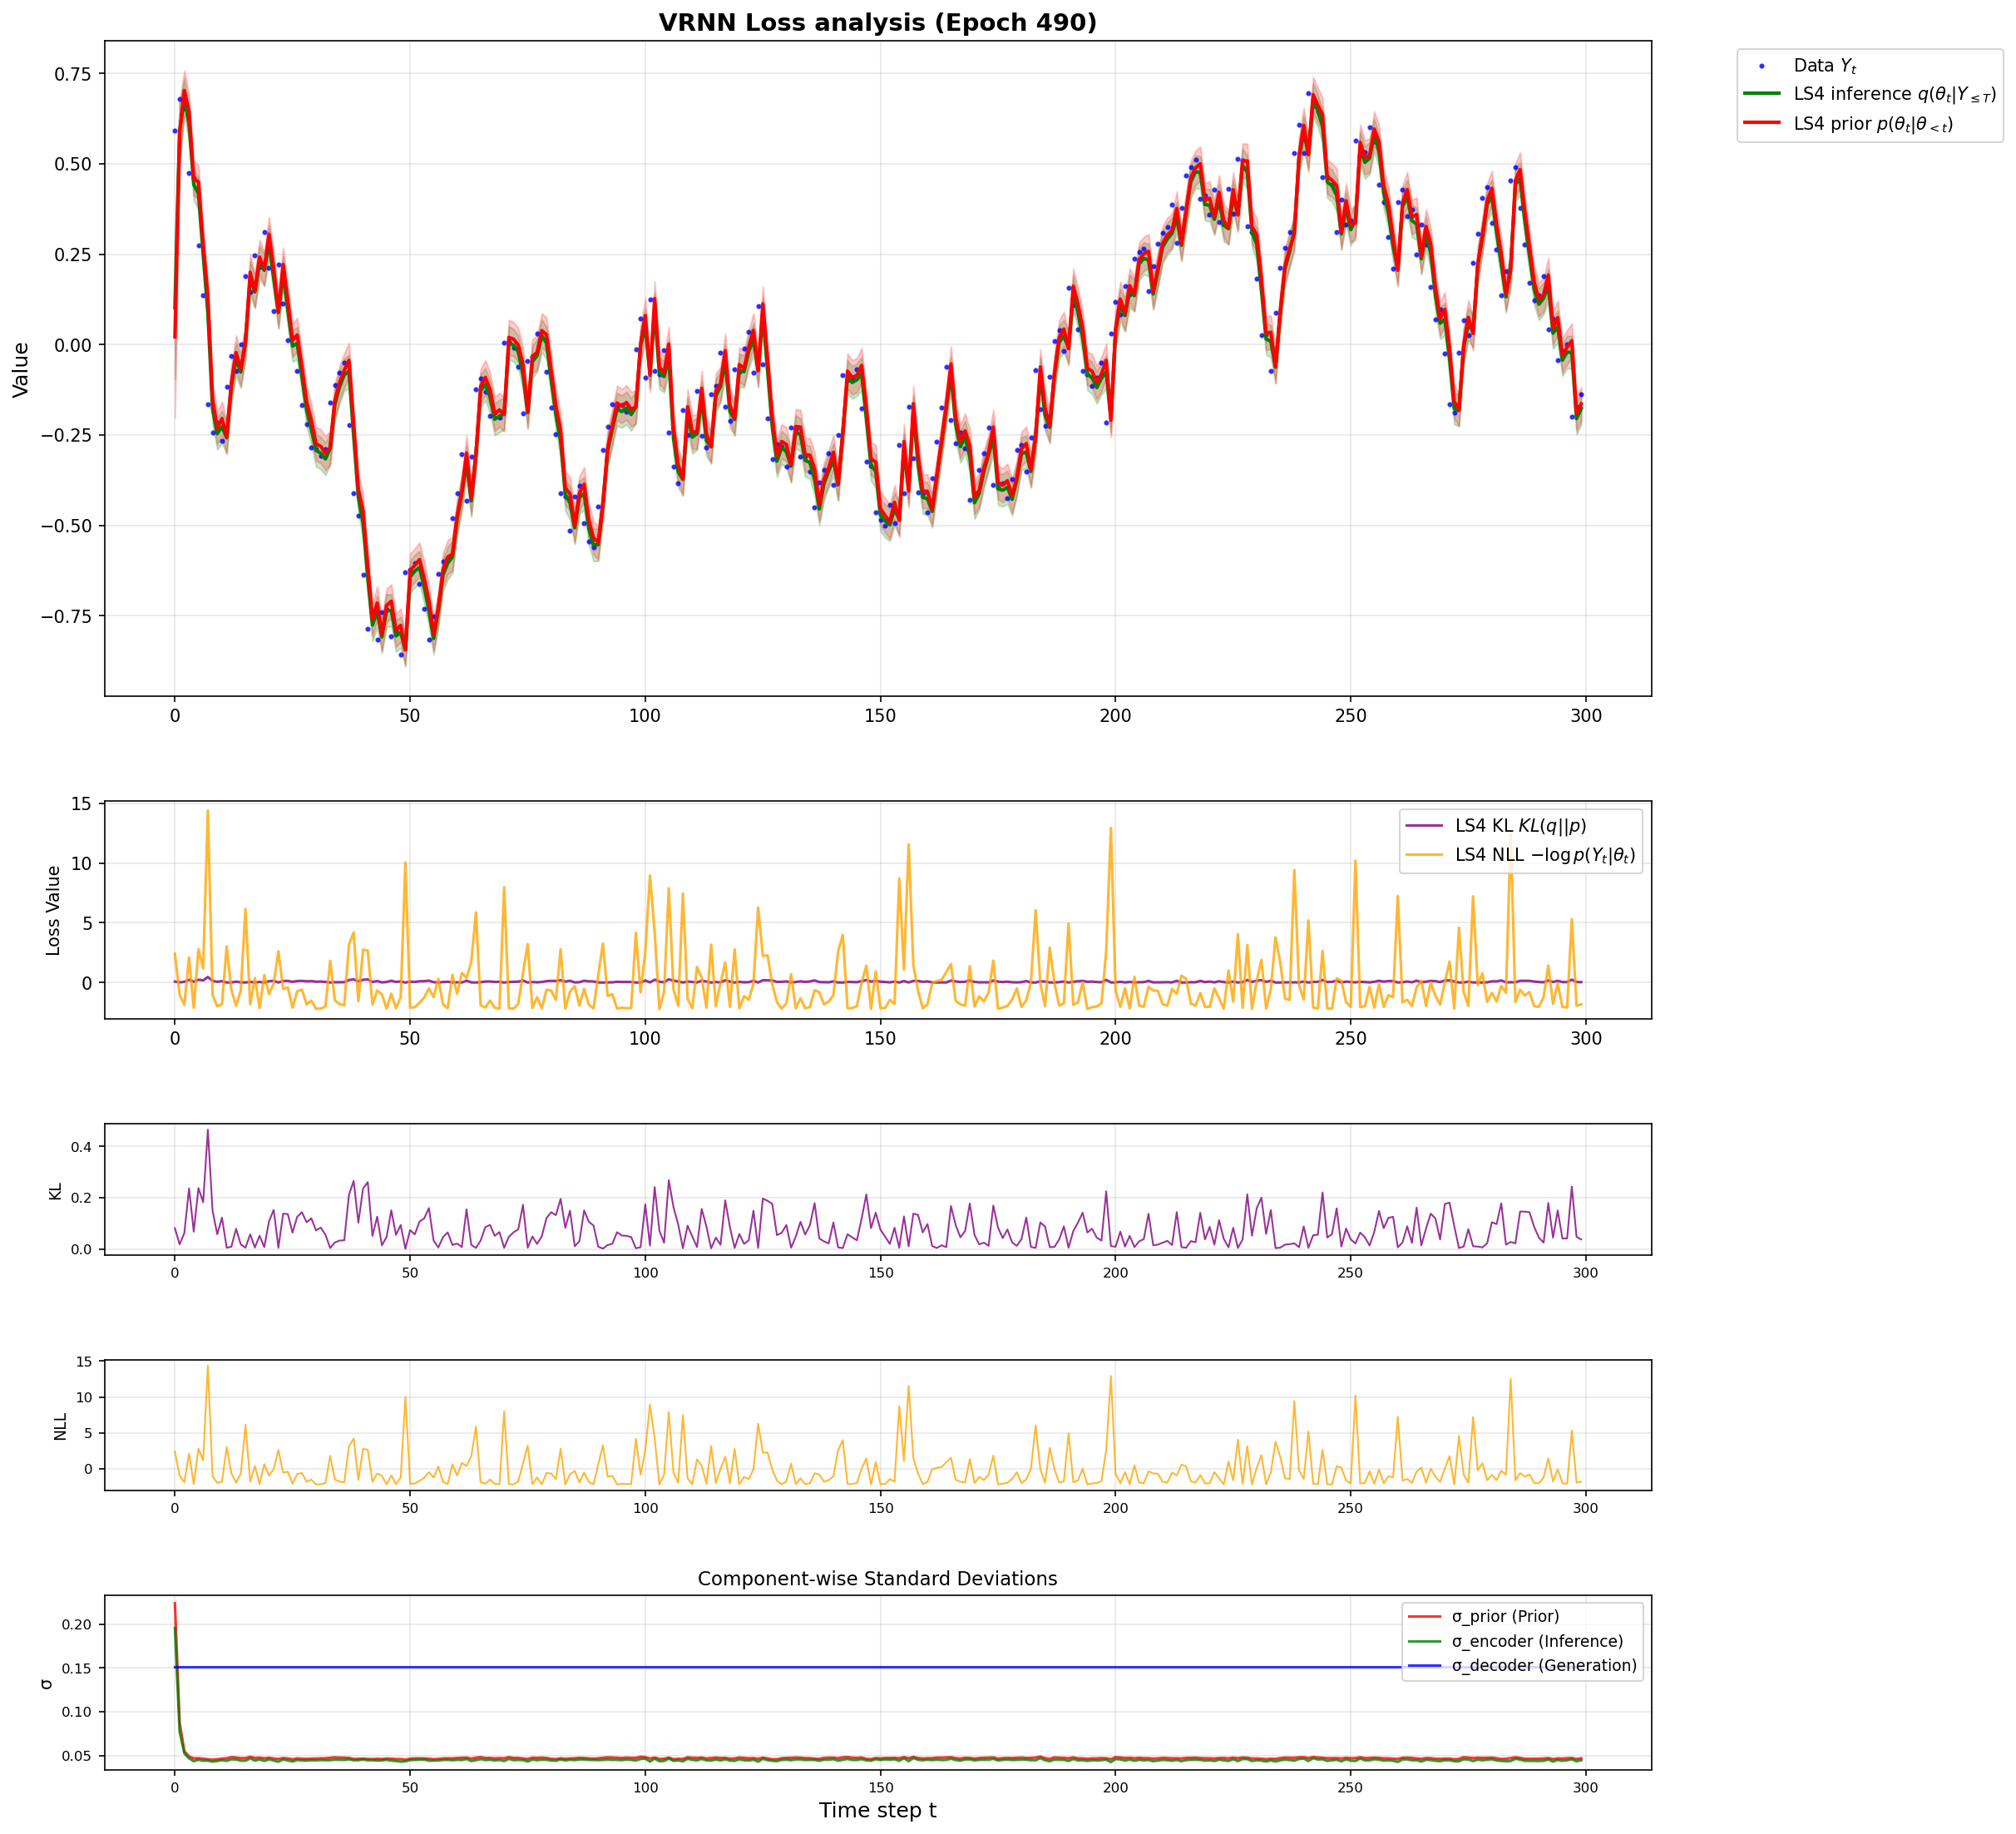 VRNN Loss analysis (Epoch 490)
Value
0.75
0.50
0.25
0.00
−0.25
−0.50
−0.75
0 50 100 150 200 250 300
Data Y_t
LS4 inference q(θ_t|Y_{≤T})
LS4 prior p(θ_t|θ_{<t})
Loss Value
15
10
5
0
0 50 100 150 200 250 300
LS4 KL KL(q||p)
LS4 NLL −log p(Y_t|θ_t)
KL
0.4
0.2
0.0
0 50 100 150 200 250 300
NLL
15
10
5
0
0 50 100 150 200 250 300
Component-wise Standard Deviations
σ
0.20
0.15
0.10
0.05
σ_prior (Prior)
σ_encoder (Inference)
σ_decoder (Generation)
0 50 100 150 200 250 300
Time step t